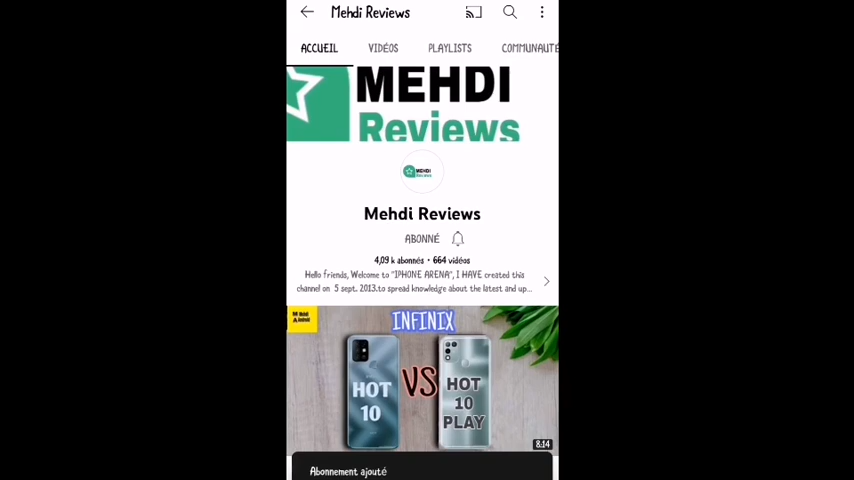 Mehdi Reviews
ACCUEIL VIDÉOS PLAYLISTS COMMUNAUTÉ
MEHDI
Reviews
MEHDI
Reviews
Mehdi Reviews
ABONNÉ
4,09 k abonnés • 664 vidéos
Hello friends, Welcome to "IPHONE ARENA", I HAVE created this
channel on 5 sept. 2013.to spread knowledge about the latest and up...
INFINIX
HOT
10
VS
HOT
10
PLAY
8:14
Abonnement ajouté